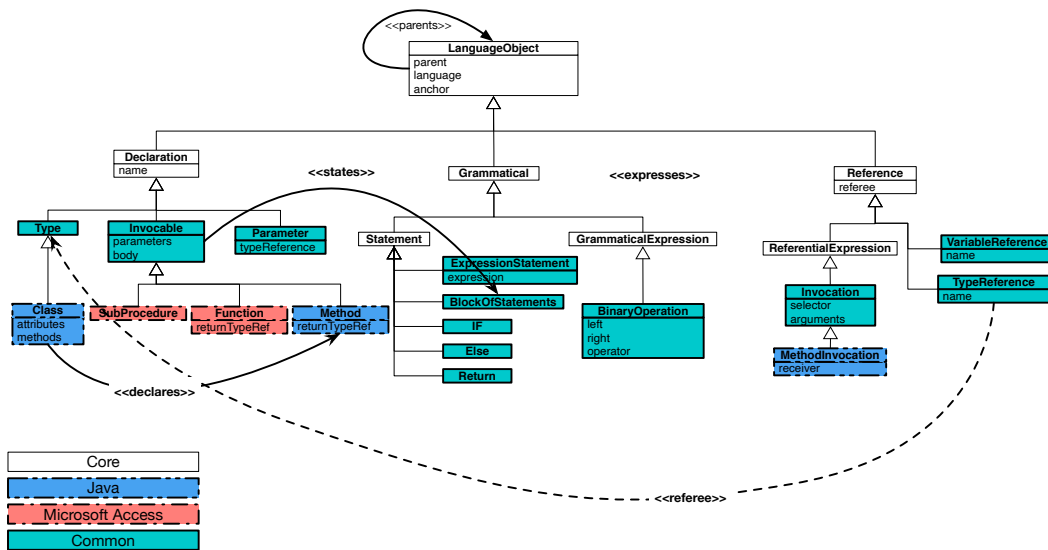 <<parents>>
LanguageObject
parent
language
anchor
Declaration
name
<<states>>
Grammatical
<<expresses>>
Reference
referee
Type
Invocable
parameters
body
Parameter
typeReference
Statement
GrammaticalExpression
ReferentialExpression
VariableReference
name
ExpressionStatement
expression
TypeReference
name
BlockOfStatements
Invocation
selector
arguments
Class
attributes
methods
SubProcedure
Function
returnTypeRef
Method
returnTypeRef
IF
BinaryOperation
left
right
operator
Else
MethodInvocation
receiver
Return
<<declares>>
<<referee>>
Core
Java
Microsoft Access
Common